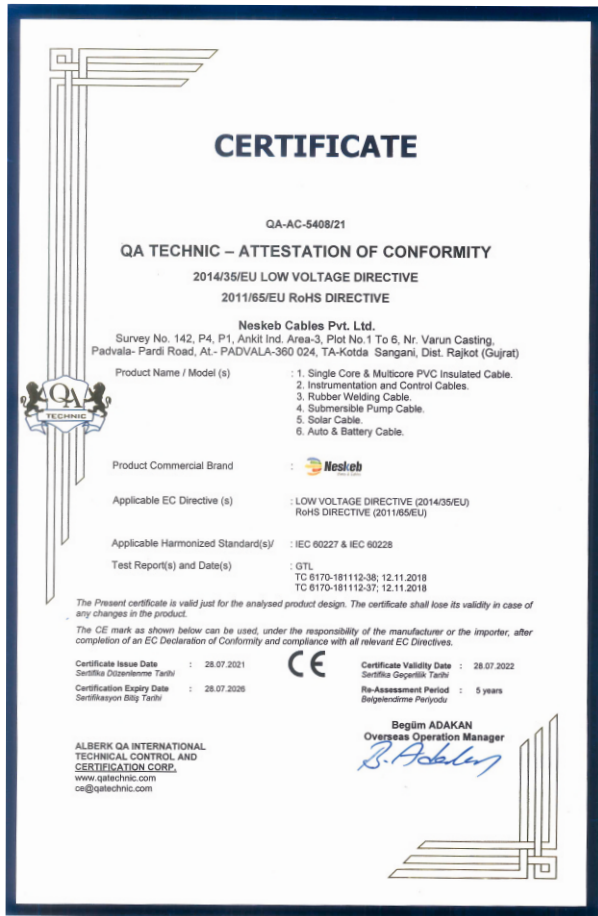 CERTIFICATE
QA-AC-5408/21
QA TECHNIC – ATTESTATION OF CONFORMITY
2014/35/EU LOW VOLTAGE DIRECTIVE
2011/65/EU RoHS DIRECTIVE
Neskeb Cables Pvt. Ltd.
Survey No. 142, P4, P1, Ankit Ind. Area-3, Plot No.1 To 6, Nr. Varun Casting,
Padvala- Pardi Road, At.- PADVALA-360 024, TA-Kotda Sangani, Dist. Rajkot (Gujrat)
Product Name / Model (s) : 1. Single Core & Multicore PVC Insulated Cable.
2. Instrumentation and Control Cables.
3. Rubber Welding Cable.
4. Submersible Pump Cable.
5. Solar Cable.
6. Auto & Battery Cable.
QA
TECHNIC
Product Commercial Brand : Neskeb
Applicable EC Directive (s) : LOW VOLTAGE DIRECTIVE (2014/35/EU)
RoHS DIRECTIVE (2011/65/EU)
Applicable Harmonized Standard(s)/ : IEC 60227 & IEC 60228
Test Report(s) and Date(s) : GTL
TC 6170-181112-38; 12.11.2018
TC 6170-181112-37; 12.11.2018
The Present certificate is valid just for the analysed product design. The certificate shall lose its validity in case of
any changes in the product.
The CE mark as shown below can be used, under the responsibility of the manufacturer or the importer, after
completion of an EC Declaration of Conformity and compliance with all relevant EC Directives.
Certificate Issue Date : 28.07.2021
Sertifika Düzenlenme Tarihi
CE
Certificate Validity Date : 28.07.2022
Sertifika Geçerlilik Tarihi
Certification Expiry Date : 28.07.2026
Sertifikasyon Bitiş Tarihi
Re-Assessment Period : 5 years
Belgelendirme Periyodu
Begüm ADAKAN
Overseas Operation Manager
B. Adakan
ALBERK QA INTERNATIONAL
TECHNICAL CONTROL AND
CERTIFICATION CORP.
www.qatechnic.com
ce@qatechnic.com